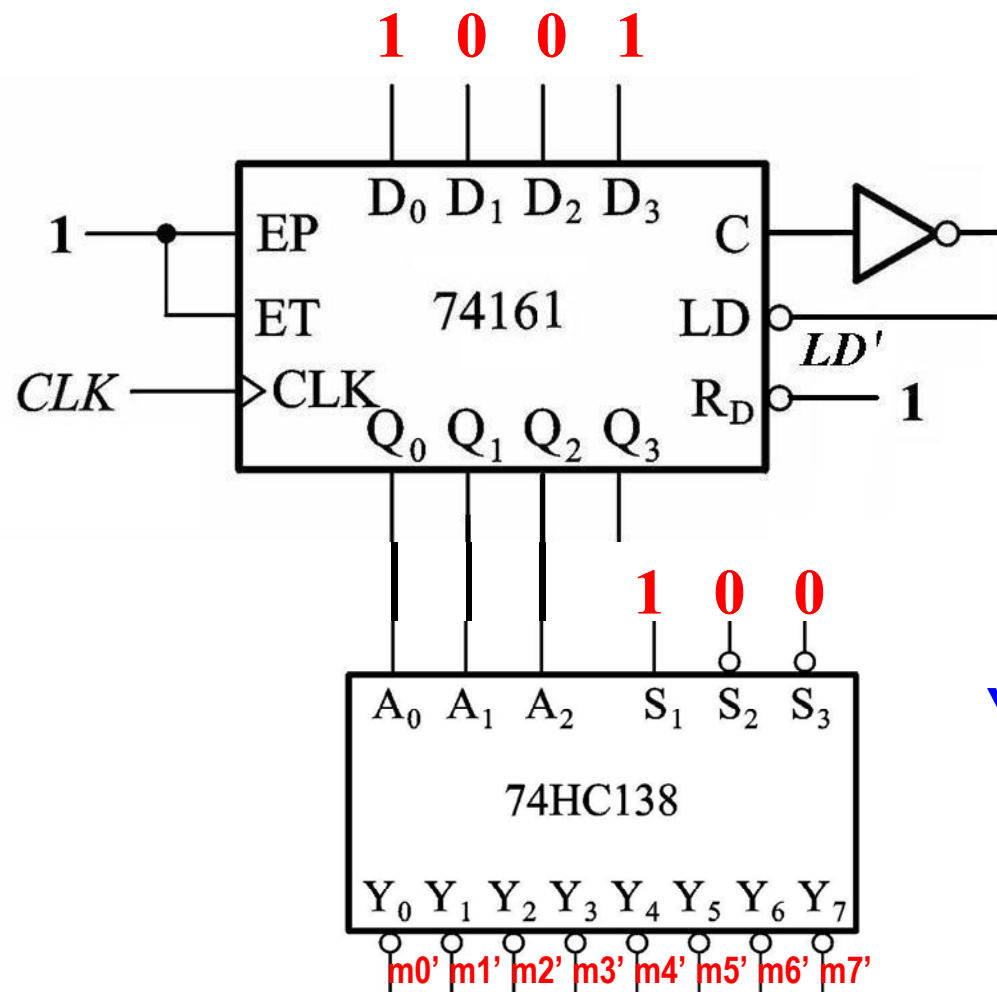 1 0 0 1
D0 D1 D2 D3
1 EP C
ET 74161 LD
LD'
CLK CLK RD 1
Q0 Q1 Q2 Q3
1 0 0
A0 A1 A2 S1 S2 S3
74HC138
Y0 Y1 Y2 Y3 Y4 Y5 Y6 Y7
m0’ m1’ m2’ m3’ m4’ m5’ m6’ m7’